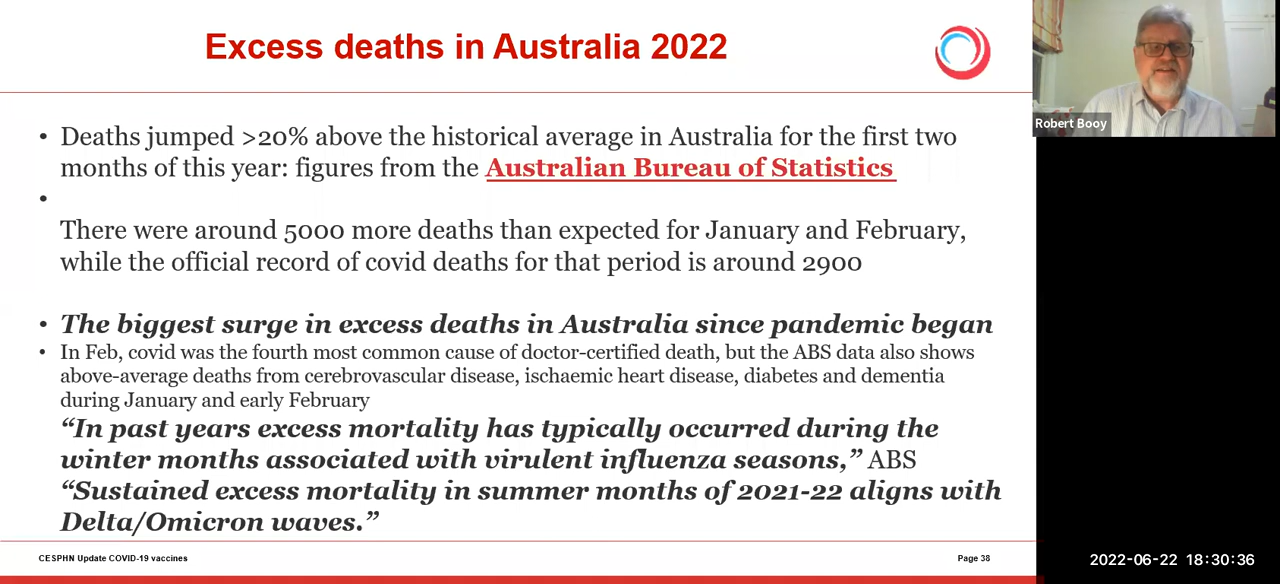 Excess deaths in Australia 2022
Robert Booy
• Deaths jumped >20% above the historical average in Australia for the first two
months of this year: figures from the Australian Bureau of Statistics
•
There were around 5000 more deaths than expected for January and February,
while the official record of covid deaths for that period is around 2900
• The biggest surge in excess deaths in Australia since pandemic began
• In Feb, covid was the fourth most common cause of doctor-certified death, but the ABS data also shows
above-average deaths from cerebrovascular disease, ischaemic heart disease, diabetes and dementia
during January and early February
“In past years excess mortality has typically occurred during the
winter months associated with virulent influenza seasons,” ABS
“Sustained excess mortality in summer months of 2021-22 aligns with
Delta/Omicron waves.”
CESPHN Update COVID-19 vaccines
Page 38
2022-06-22 18:30:36